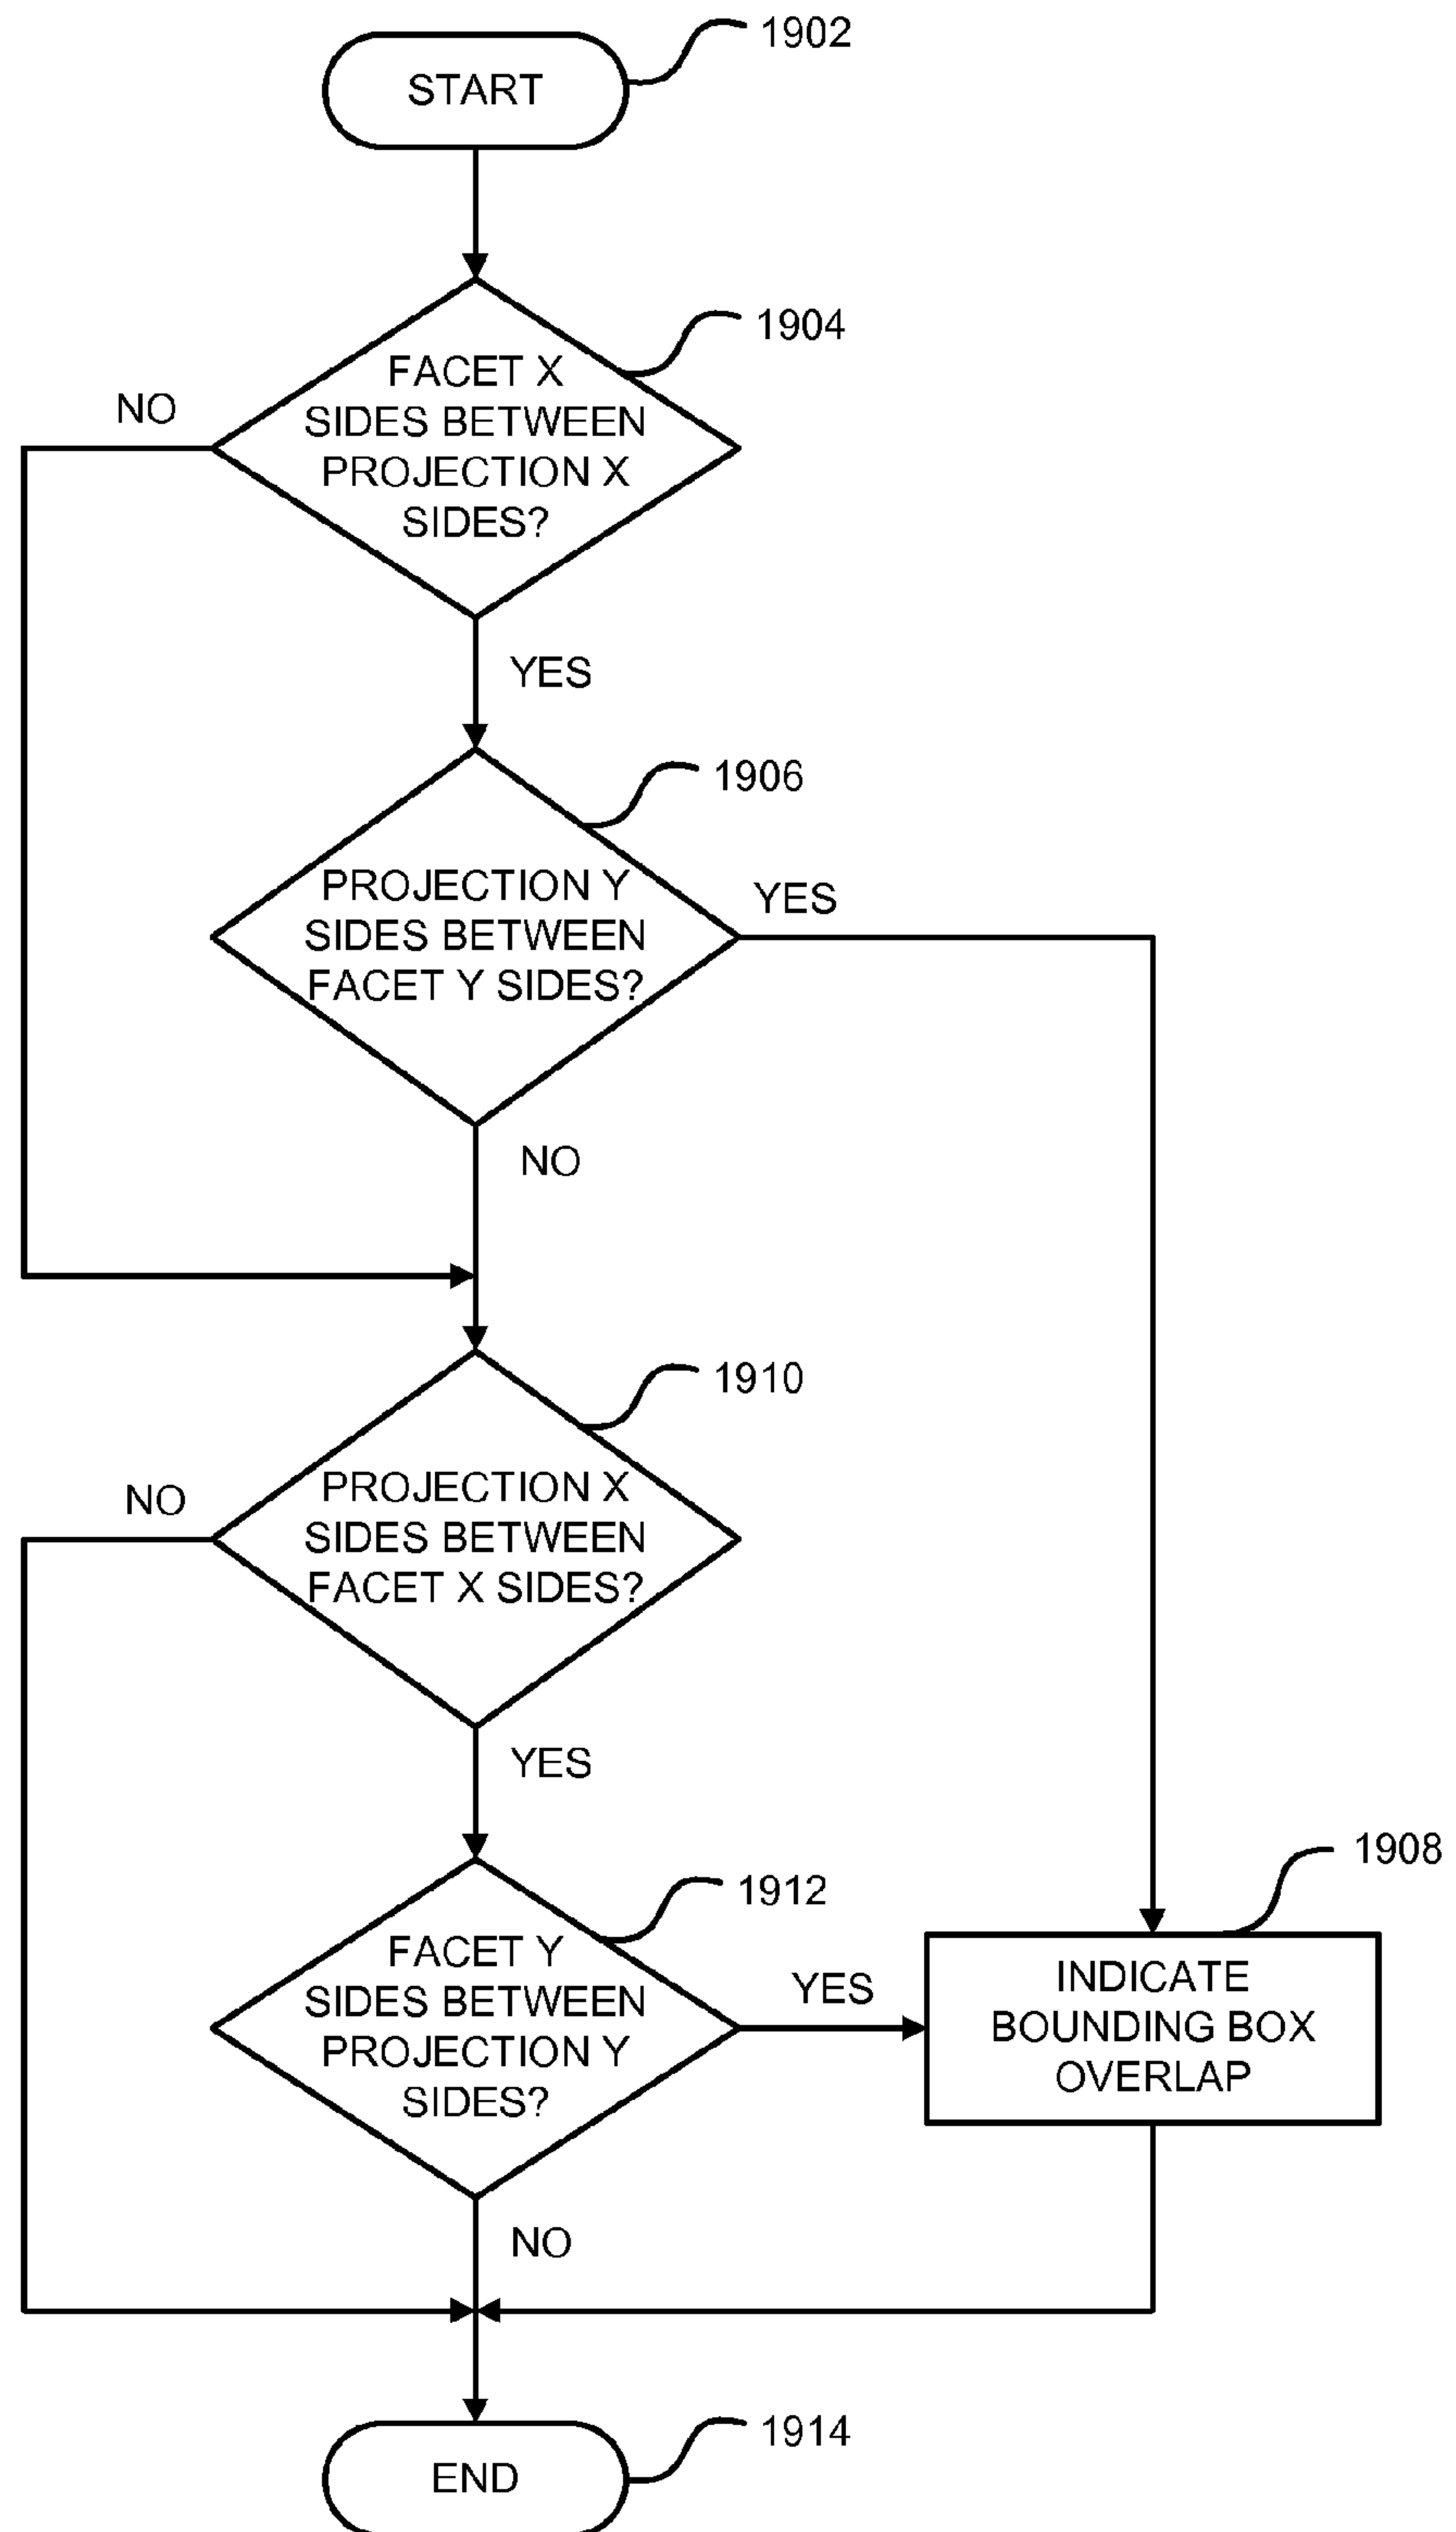 1902
START
1904
FACET X
SIDES BETWEEN
PROJECTION X
SIDES?
NO
YES
1906
PROJECTION Y
SIDES BETWEEN
FACET Y SIDES?
YES
NO
1910
PROJECTION X
SIDES BETWEEN
FACET X SIDES?
NO
YES
1912
FACET Y
SIDES BETWEEN
PROJECTION Y
SIDES?
YES
1908
INDICATE
BOUNDING BOX
OVERLAP
NO
1914
END